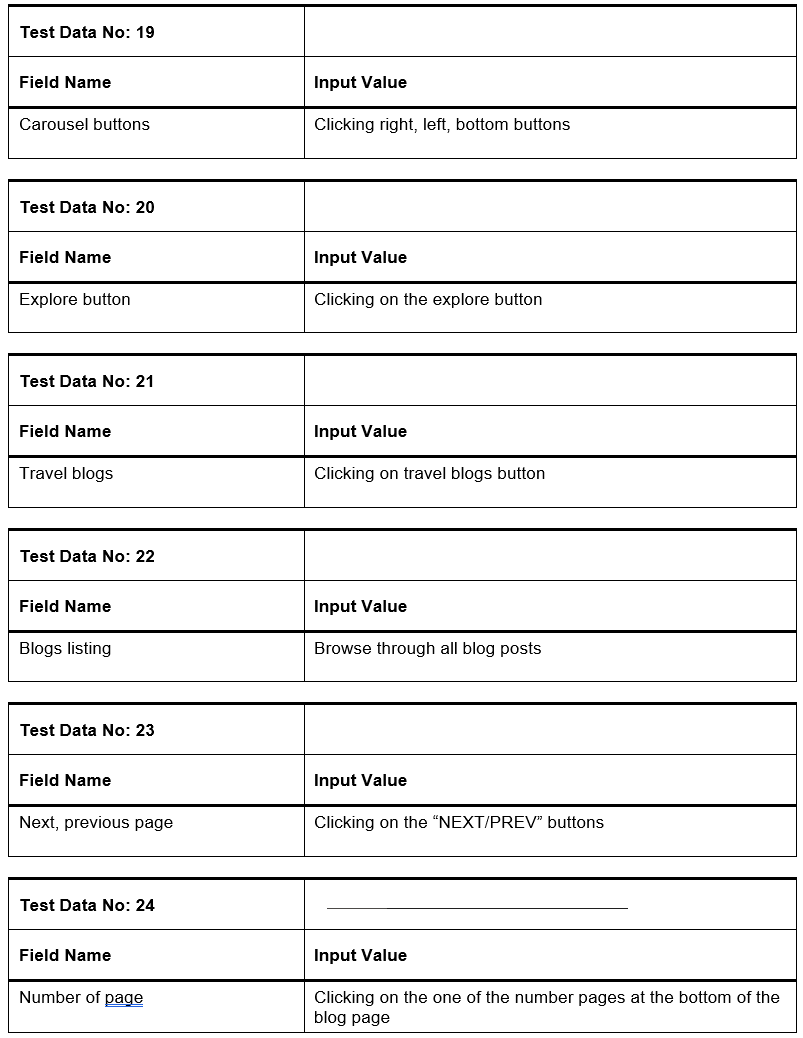 Test Data No: 19
Field Name Input Value
Carousel buttons Clicking right, left, bottom buttons
Test Data No: 20
Field Name Input Value
Explore button Clicking on the explore button
Test Data No: 21
Field Name Input Value
Travel blogs Clicking on travel blogs button
Test Data No: 22
Field Name Input Value
Blogs listing Browse through all blog posts
Test Data No: 23
Field Name Input Value
Next, previous page Clicking on the “NEXT/PREV” buttons
Test Data No: 24
Field Name Input Value
Number of page Clicking on the one of the number pages at the bottom of the
blog page